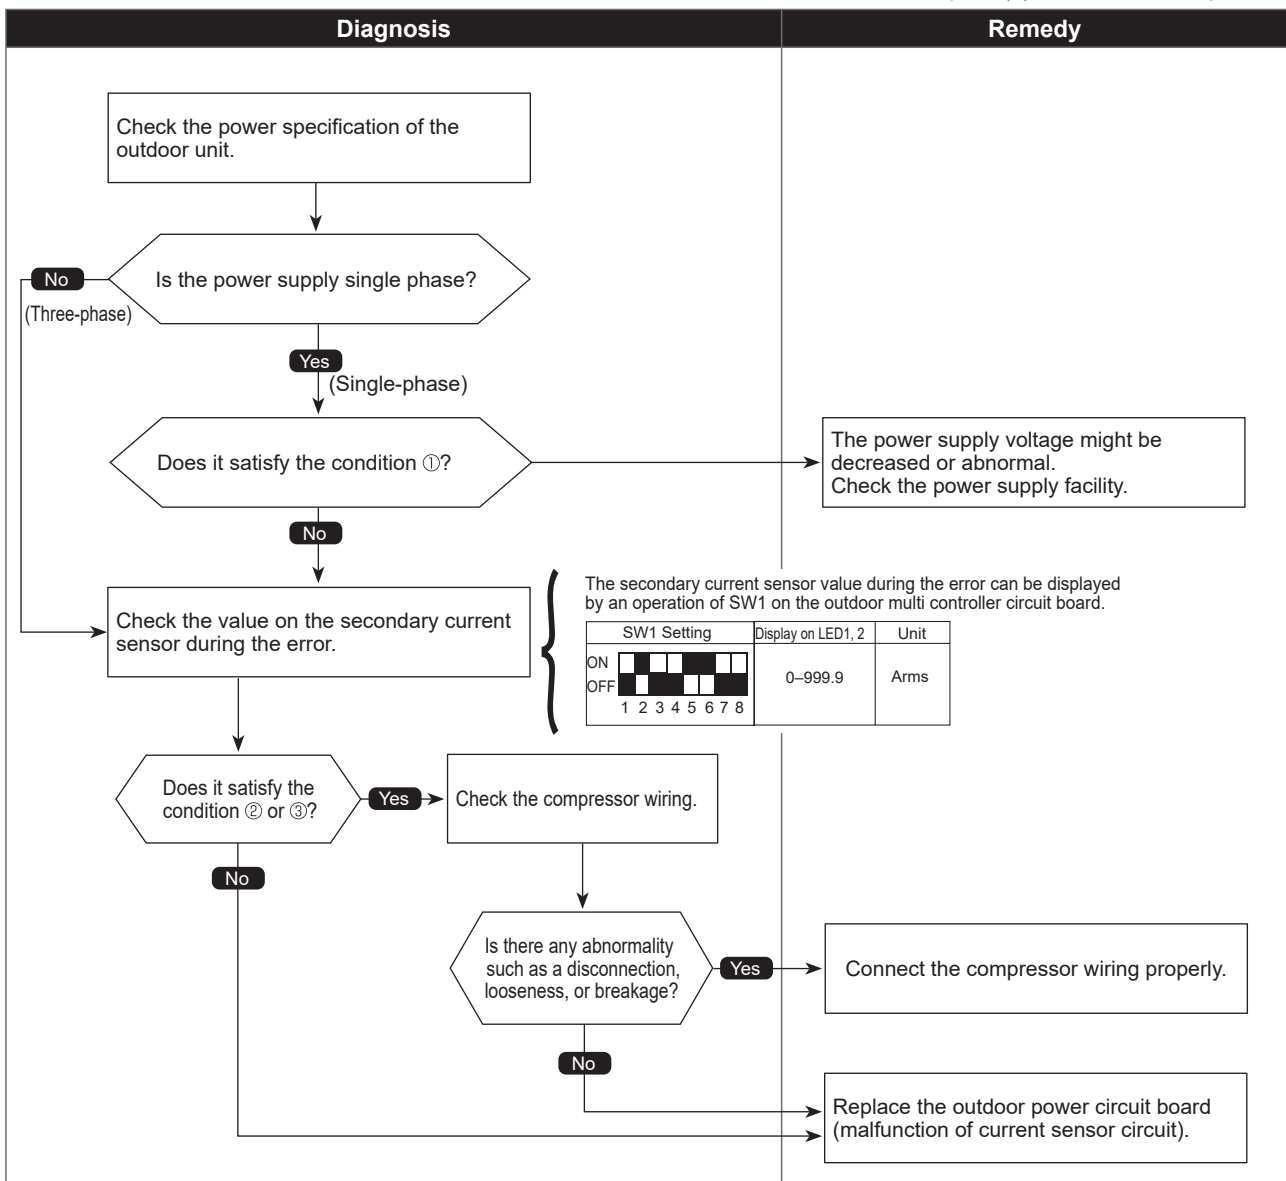 Diagnosis
Remedy
Check the power specification of the
outdoor unit.
Is the power supply single phase?
No
(Three-phase)
Yes
(Single-phase)
Does it satisfy the condition ①?
The power supply voltage might be
decreased or abnormal.
Check the power supply facility.
No
Check the value on the secondary current
sensor during the error.
The secondary current sensor value during the error can be displayed
by an operation of SW1 on the outdoor multi controller circuit board.
SW1 Setting
Display on LED1, 2
Unit
ON
OFF
1 2 3 4 5 6 7 8
0–999.9
Arms
Does it satisfy the
condition ② or ③?
Yes
Check the compressor wiring.
No
Is there any abnormality
such as a disconnection,
looseness, or breakage?
Yes
Connect the compressor wiring properly.
No
Replace the outdoor power circuit board
(malfunction of current sensor circuit).